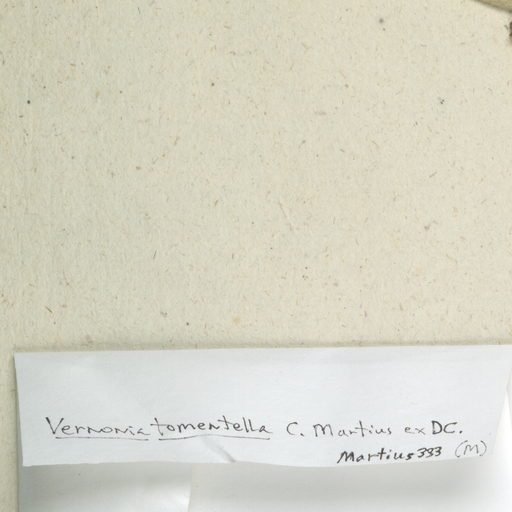 Vernonia tomentella C. Martius ex DC.
Martius 333 (M)